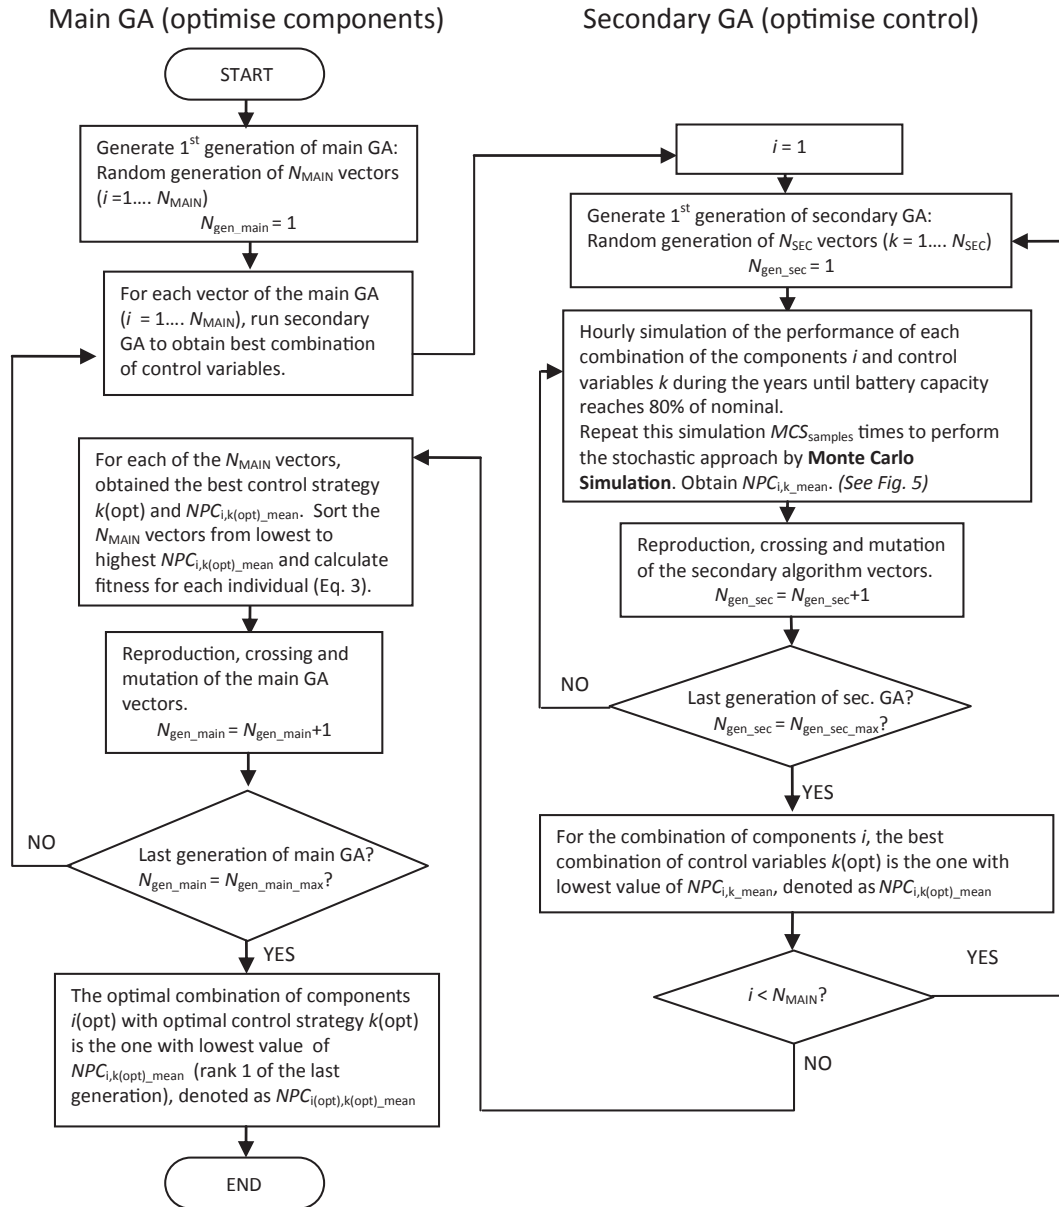 Main GA (optimise components)
START
Generate 1st generation of main GA:
Random generation of NMAIN vectors
(i =1.... NMAIN)
Ngen_main = 1
For each vector of the main GA
(i = 1.... NMAIN), run secondary
GA to obtain best combination
of control variables.
For each of the NMAIN vectors,
obtained the best control strategy
k(opt) and NPCi,k(opt)_mean. Sort the
NMAIN vectors from lowest to
highest NPCi,k(opt)_mean and calculate
fitness for each individual (Eq. 3).
Reproduction, crossing and
mutation of the main GA
vectors.
Ngen_main = Ngen_main+1
NO
Last generation of main GA?
Ngen_main = Ngen_main_max?
YES
The optimal combination of components
i(opt) with optimal control strategy k(opt)
is the one with lowest value of
NPCi,k(opt)_mean (rank 1 of the last
generation), denoted as NPCi(opt),k(opt)_mean
END
Secondary GA (optimise control)
i = 1
Generate 1st generation of secondary GA:
Random generation of NSEC vectors (k = 1.... NSEC)
Ngen_sec = 1
Hourly simulation of the performance of each
combination of the components i and control
variables k during the years until battery capacity
reaches 80% of nominal.
Repeat this simulation MCSsamples times to perform
the stochastic approach by Monte Carlo
Simulation. Obtain NPCi,k_mean. (See Fig. 5)
Reproduction, crossing and mutation
of the secondary algorithm vectors.
Ngen_sec = Ngen_sec+1
NO
Last generation of sec. GA?
Ngen_sec = Ngen_sec_max?
YES
For the combination of components i, the best
combination of control variables k(opt) is the one with
lowest value of NPCi,k_mean, denoted as NPCi,k(opt)_mean
YES
i < NMAIN?
NO